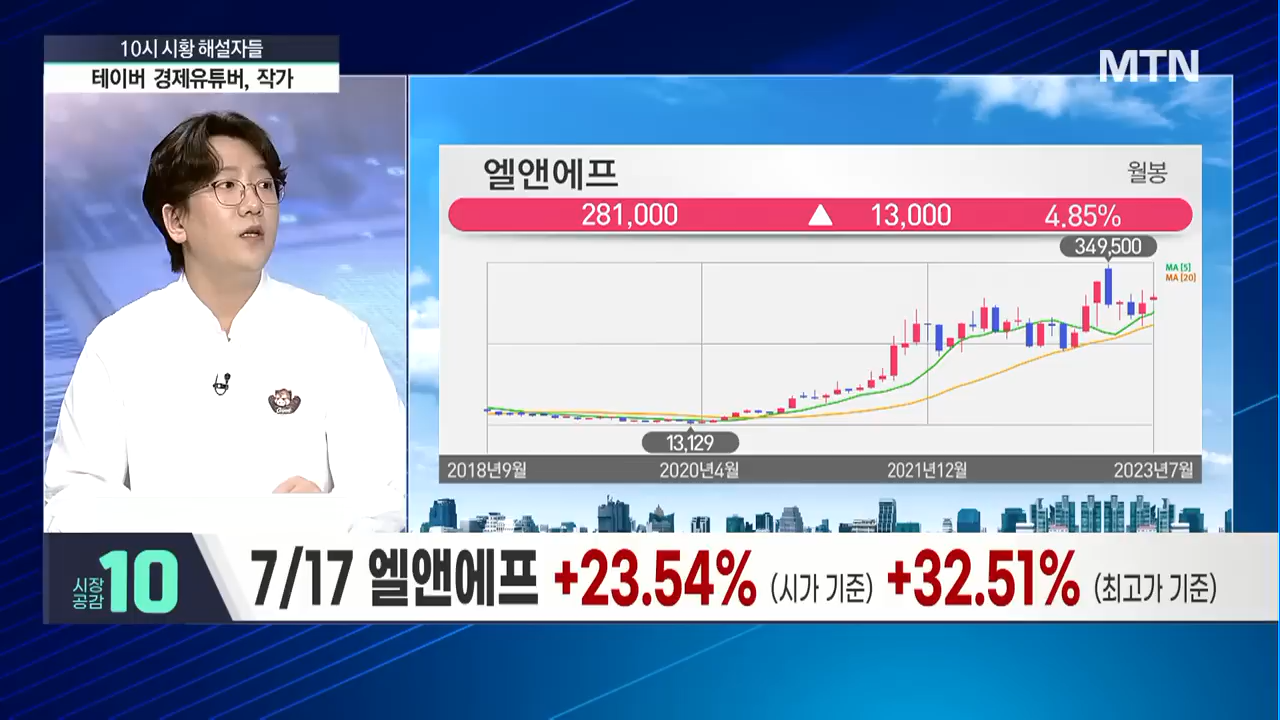 10시 시황 해설자들
테이버 경제유튜버, 작가
MTN
엘앤에프
월봉
281,000 ▲ 13,000 4.85%
349,500
MA [5]
MA [20]
13,129
2018년9월 2020년4월 2021년12월 2023년7월
시장
공감
10
7/17 엘앤에프 +23.54% (시가 기준) +32.51% (최고가 기준)